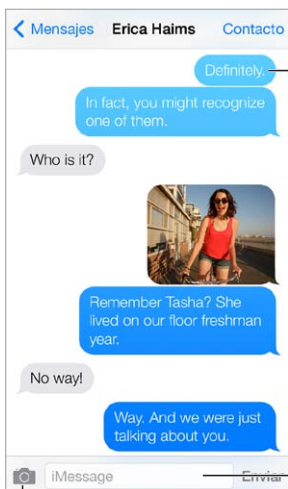 Mensajes Erica Haims Contacto
Definitely.
In fact, you might recognize
one of them.
Who is it?
Remember Tasha? She
lived on our floor freshman
year.
No way!
Way. And we were just
talking about you.
iMessage Enviar